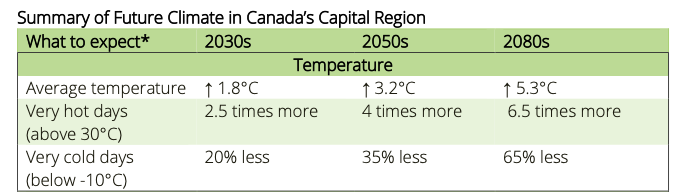 Summary of Future Climate in Canada's Capital Region
What to expect* 2030s 2050s 2080s
Temperature
Average temperature ↑ 1.8°C ↑ 3.2°C ↑ 5.3°C
Very hot days 2.5 times more 4 times more 6.5 times more
(above 30°C)
Very cold days 20% less 35% less 65% less
(below -10°C)